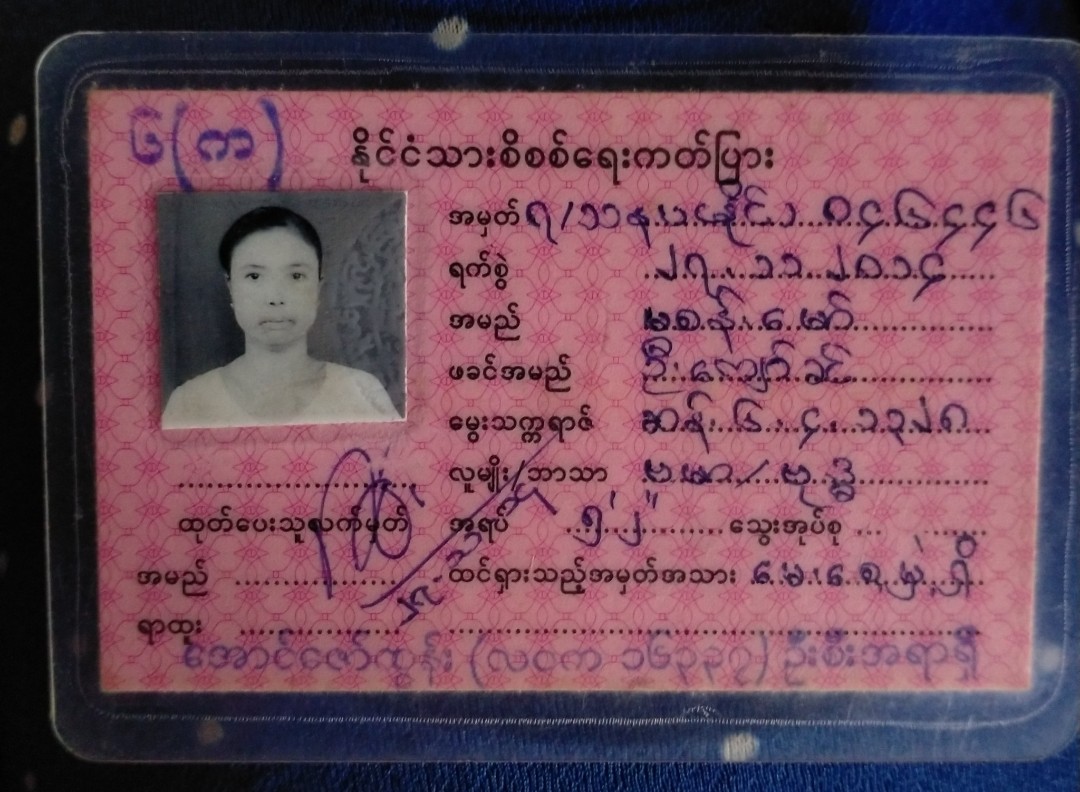 ၆(က)
နိုင်ငံသားစိစစ်ရေးကတ်ပြား
အမှတ် ၇/ဿနယ(နိုင်) ၀၄၆၄၄၆
ရက်စွဲ ၂၇.၁၁.၂၀၁၄
အမည် မစန်းမော်
ဖခင်အမည် ဦးကျော်ခင်
မွေးသက္ကရာဇ် ၆.၄.၁၃၂၈
လူမျိုး/ဘာသာ ဗမာ/ဗုဒ္ဓ
ထုတ်ပေးသူလက်မှတ်
အရပ် ၅'၂" သွေးအုပ်စု
အမည်
ထင်ရှားသည့်အမှတ်အသား မေးစေ့မှဲ့ရှိ
ရာထူး
အောင်ဇော်ထွန်း (လဝက ၁၆၃၃၇) ဦးစီးအရာရှိ